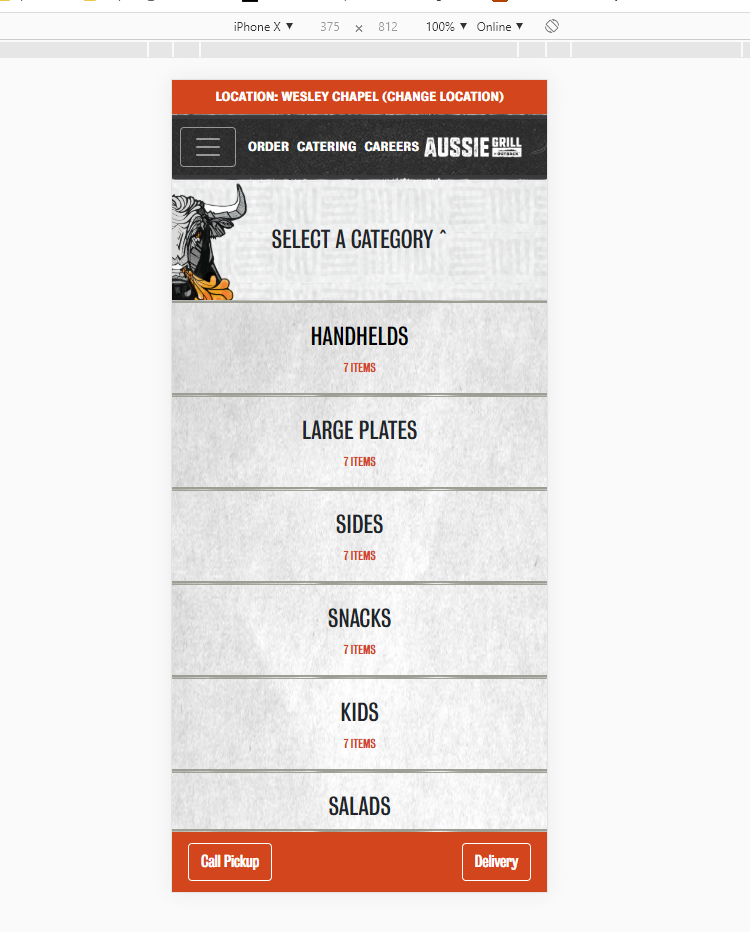 iPhone X ▼ 375 × 812 100% ▼ Online ▼
LOCATION: WESLEY CHAPEL (CHANGE LOCATION)
ORDER CATERING CAREERS AUSSIE GRILL
BY OUTBACK
SELECT A CATEGORY ^
HANDHELDS
7 ITEMS
LARGE PLATES
7 ITEMS
SIDES
7 ITEMS
SNACKS
7 ITEMS
KIDS
7 ITEMS
SALADS
Call Pickup Delivery